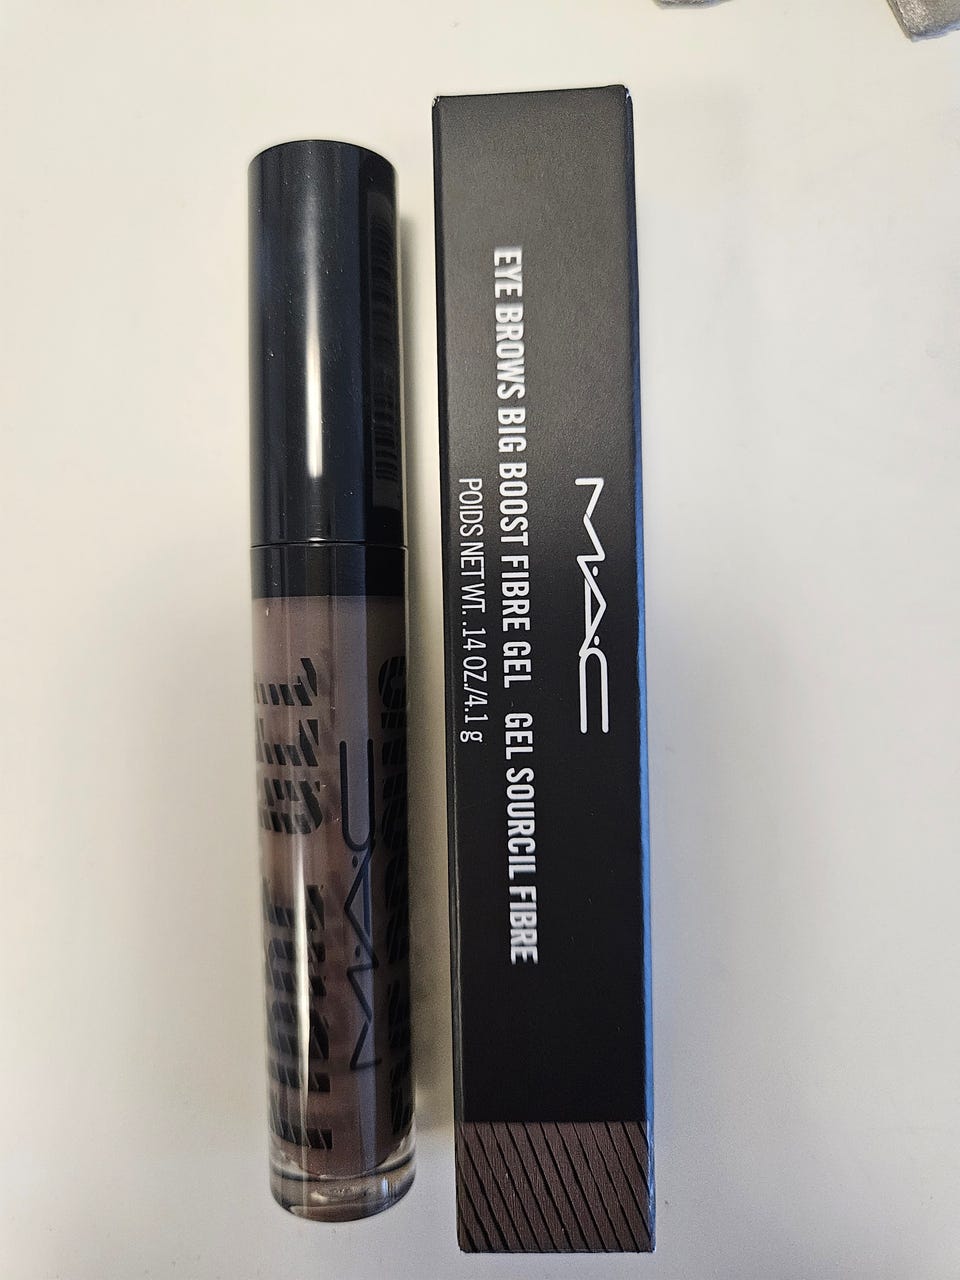 M·A·C
EYE BROWS BIG BOOST FIBRE GEL GEL SOURCIL FIBRE
POIDS NET WT. .14 OZ./4.1 g
M·A·C